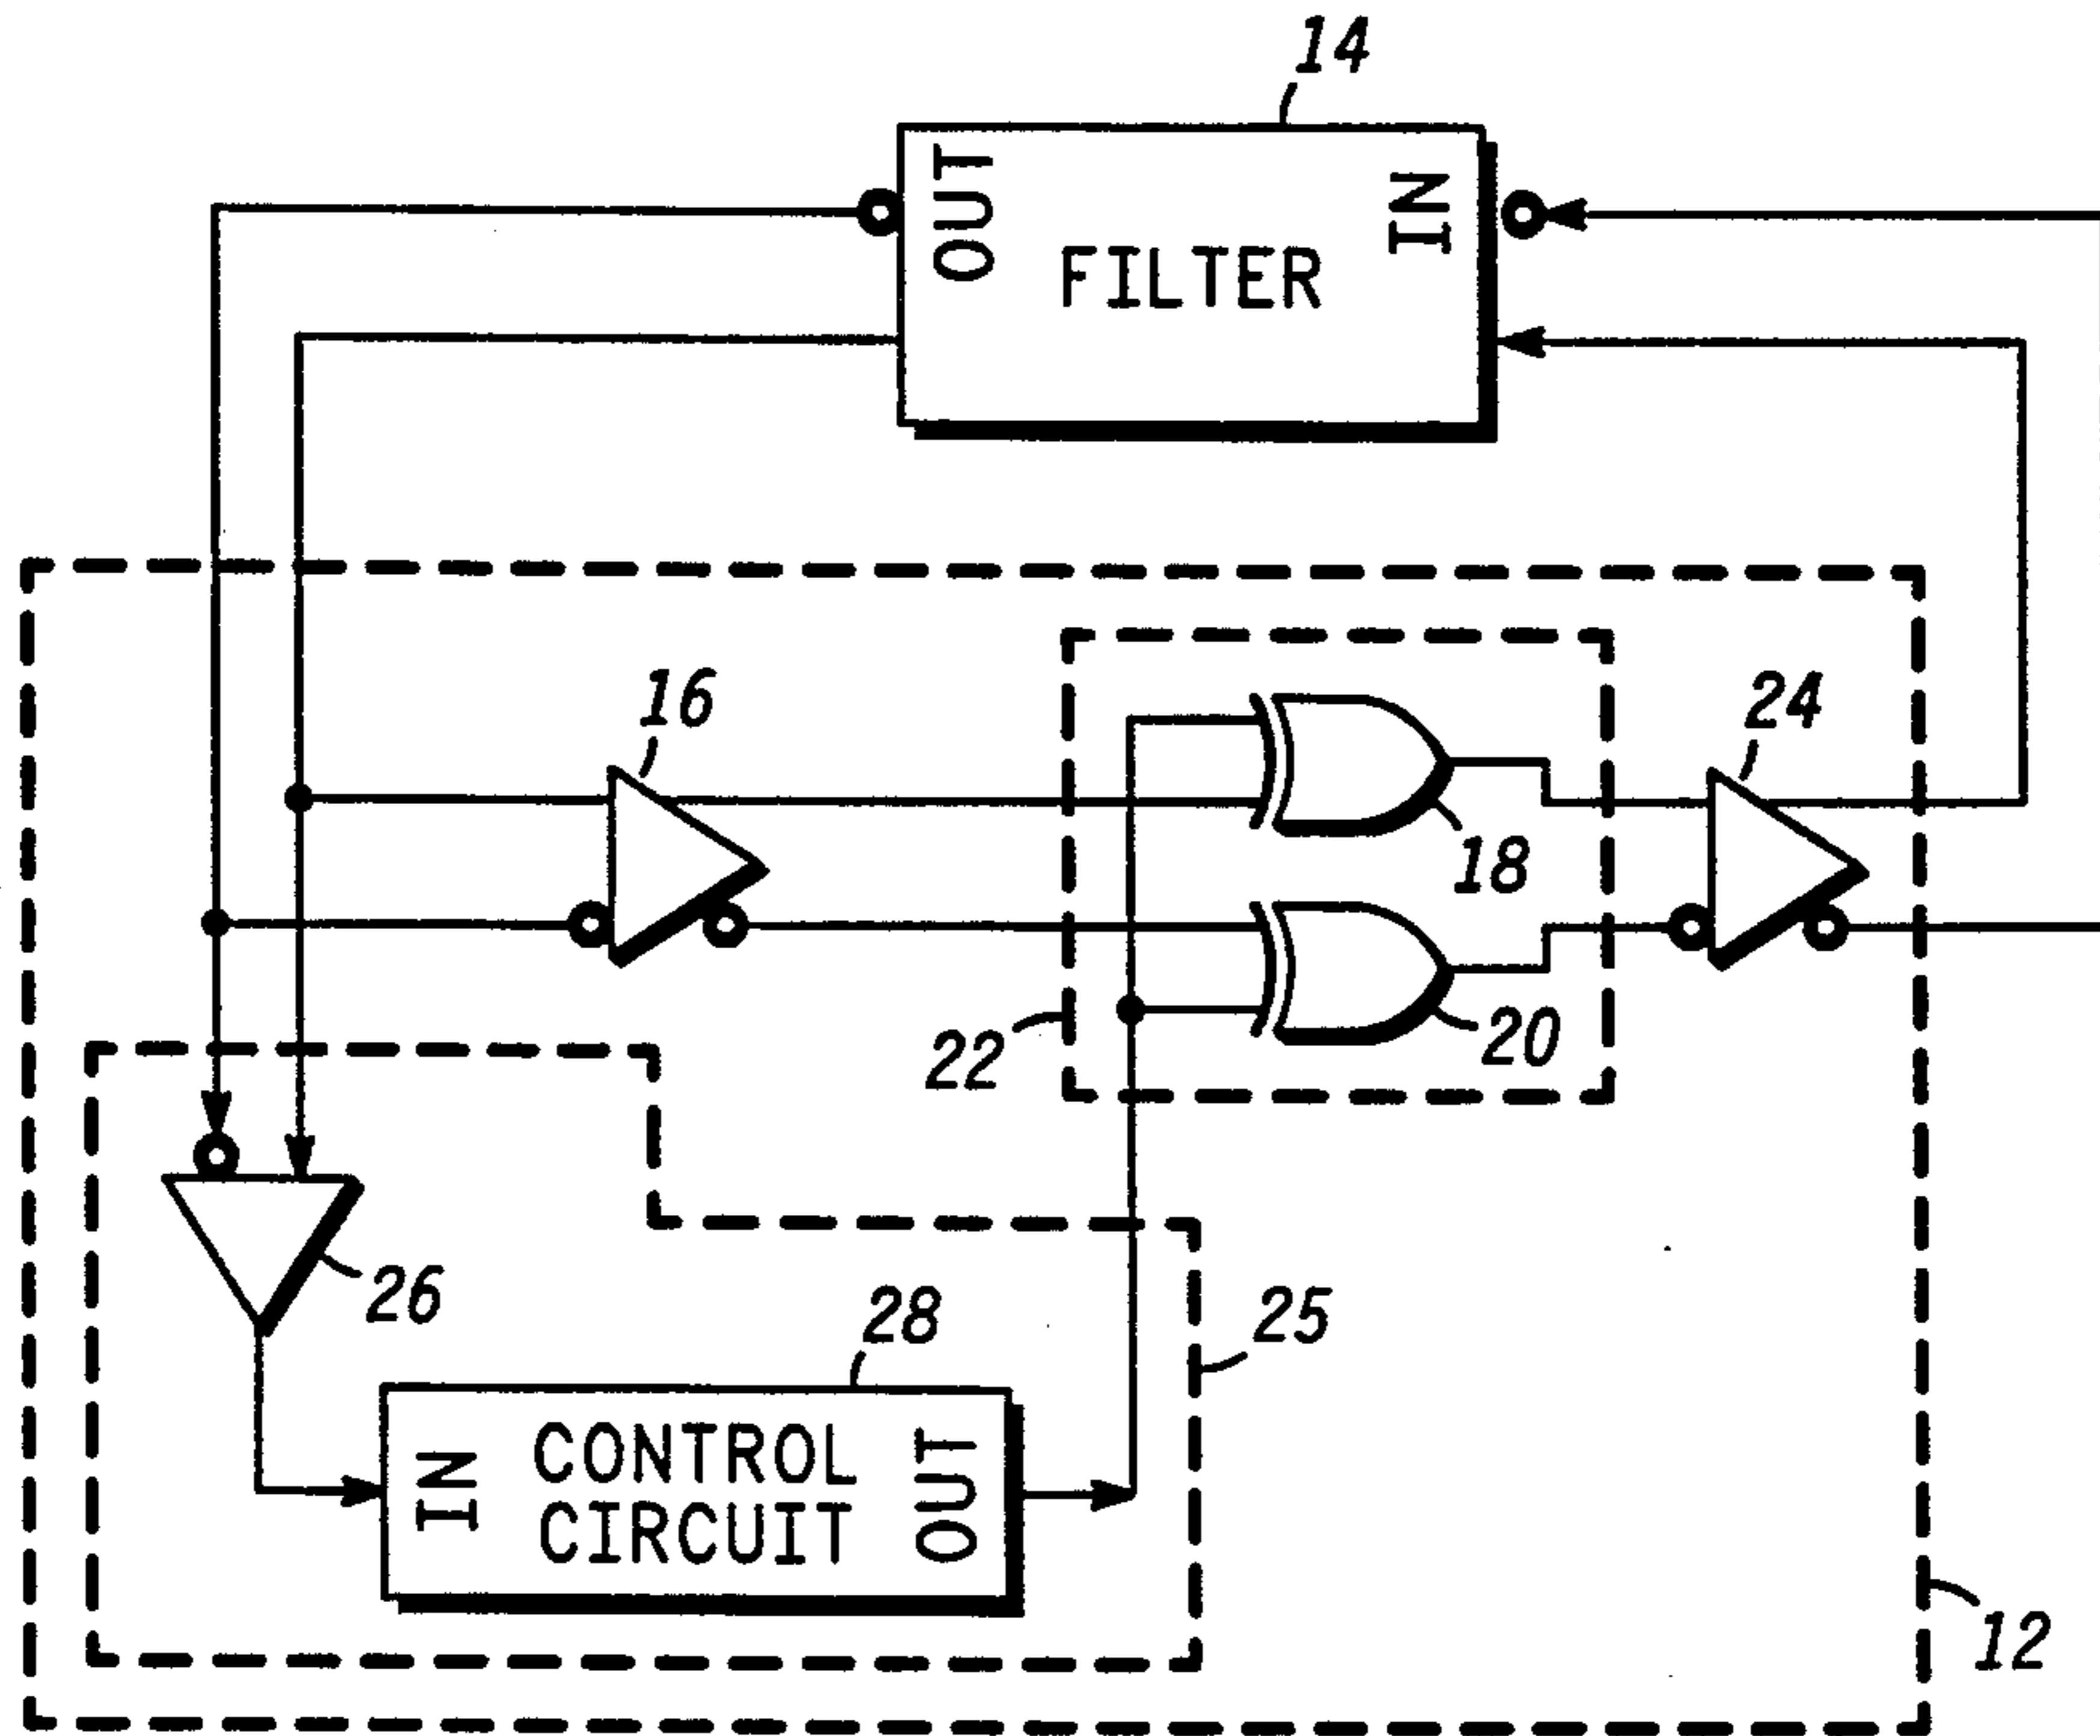 14
OUT
IN
FILTER
16
24
18
22
20
26
28
25
IN
CONTROL
CIRCUIT
OUT
12